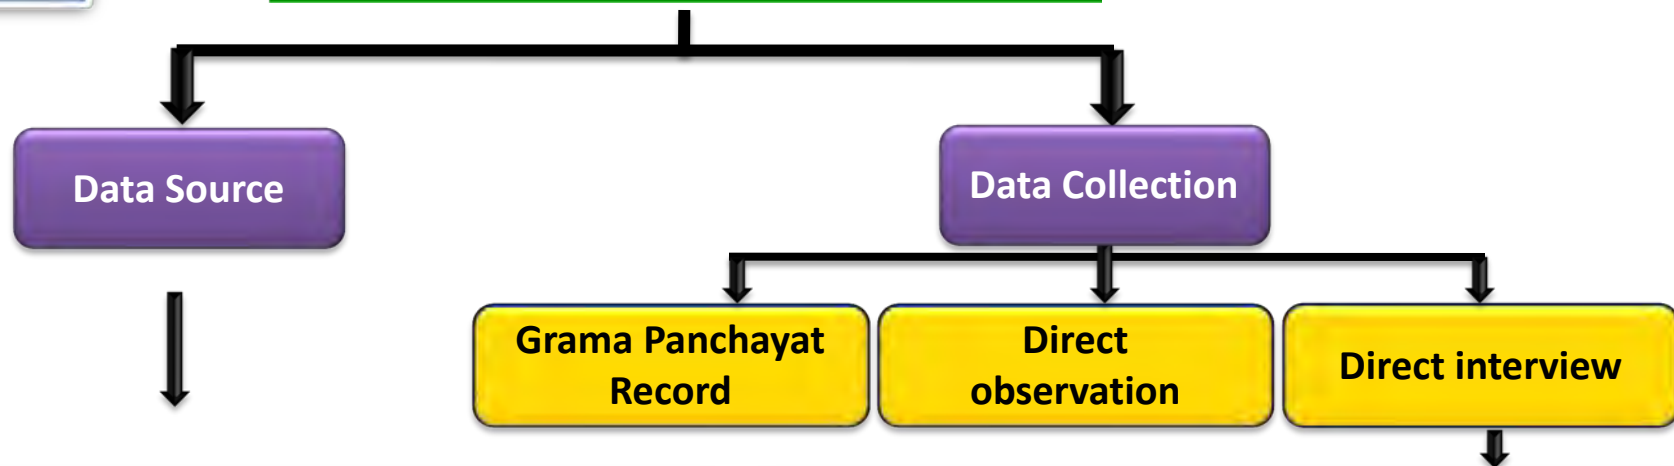 Data Source
Data Collection
Grama Panchayat
Record
Direct
observation
Direct interview